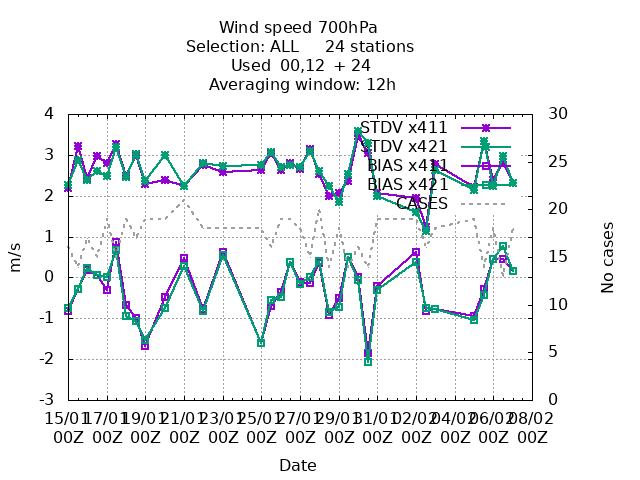 Wind speed 700hPa
Selection: ALL 24 stations
Used 00,12 + 24
Averaging window: 12h
4 30
STDV x411
3 25
STDV x421
BIAS x411
BIAS x421
2 20
CASES
1 15
0
10
-1
-2 5
-3 0
m/s
No cases
15/01 17/01 19/01 21/01 23/01 25/01 27/01 29/01 31/01 02/02 04/02 06/02 08/02
00Z 00Z 00Z 00Z 00Z 00Z 00Z 00Z 00Z 00Z 00Z 00Z 00Z
Date